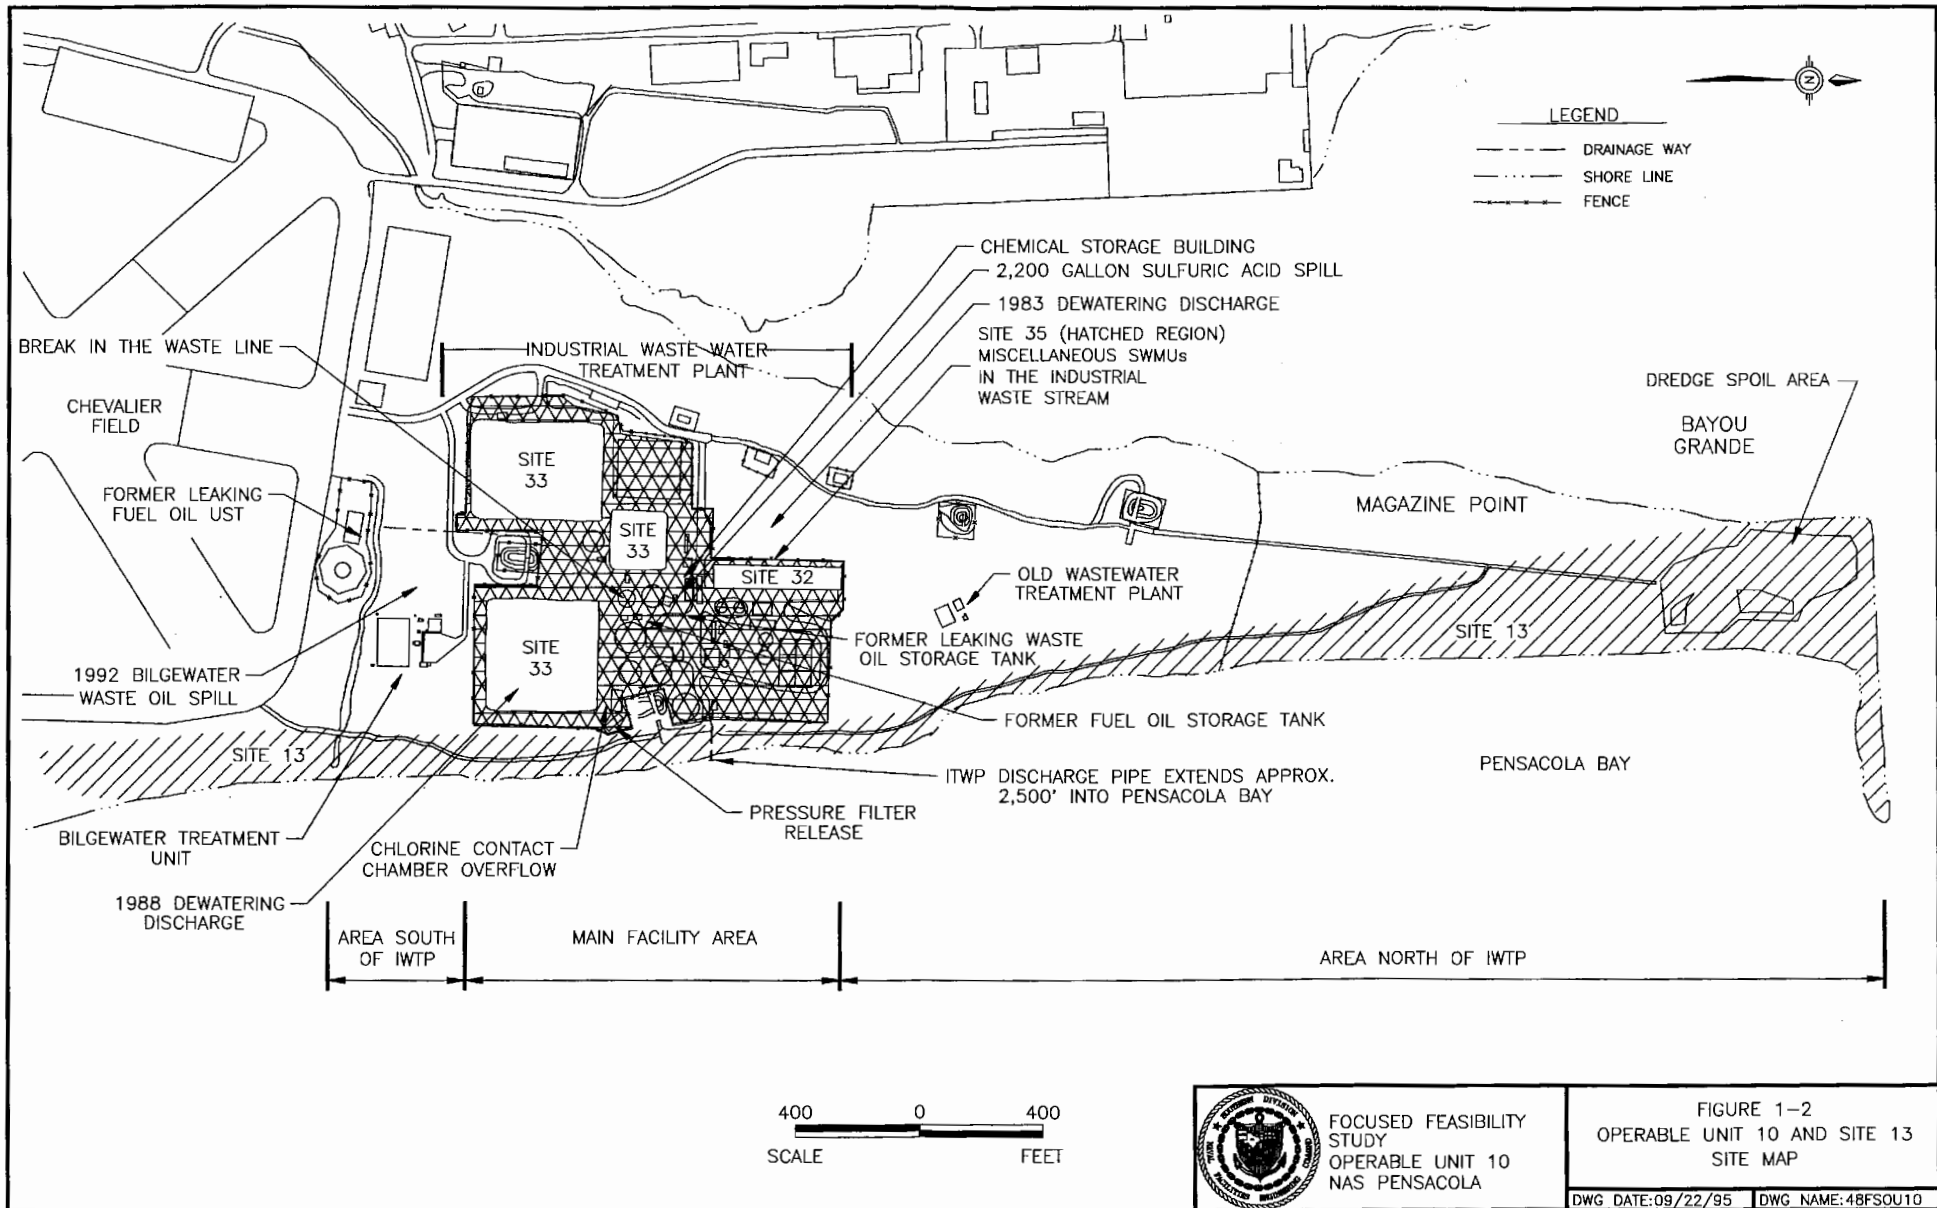 N
LEGEND
DRAINAGE WAY
SHORE LINE
FENCE
CHEMICAL STORAGE BUILDING
2,200 GALLON SULFURIC ACID SPILL
1983 DEWATERING DISCHARGE
SITE 35 (HATCHED REGION)
MISCELLANEOUS SWMUs
IN THE INDUSTRIAL
WASTE STREAM
BREAK IN THE WASTE LINE
INDUSTRIAL WASTE WATER
TREATMENT PLANT
DREDGE SPOIL AREA
CHEVALIER
FIELD
BAYOU
GRANDE
SITE
33
FORMER LEAKING
FUEL OIL UST
MAGAZINE POINT
SITE
33
SITE 32
OLD WASTEWATER
TREATMENT PLANT
SITE 13
FORMER LEAKING WASTE
OIL STORAGE TANK
SITE
33
1992 BILGEWATER
WASTE OIL SPILL
FORMER FUEL OIL STORAGE TANK
SITE 13
PENSACOLA BAY
ITWP DISCHARGE PIPE EXTENDS APPROX.
2,500' INTO PENSACOLA BAY
PRESSURE FILTER
RELEASE
BILGEWATER TREATMENT
UNIT
CHLORINE CONTACT
CHAMBER OVERFLOW
1988 DEWATERING
DISCHARGE
AREA SOUTH
OF IWTP
MAIN FACILITY AREA
AREA NORTH OF IWTP
400 0 400
SCALE FEET
SOUTHERN DIVISION
NAVAL FACILITIES ENGINEERING COMMAND
FOCUSED FEASIBILITY
STUDY
OPERABLE UNIT 10
NAS PENSACOLA
FIGURE 1-2
OPERABLE UNIT 10 AND SITE 13
SITE MAP
DWG DATE:09/22/95
DWG NAME:48FSOU10